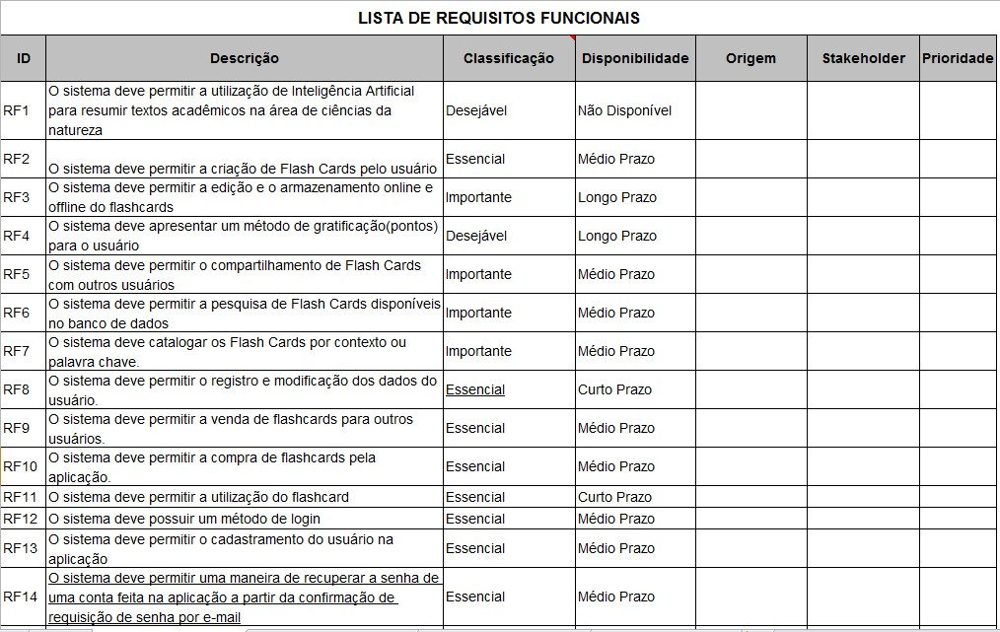 LISTA DE REQUISITOS FUNCIONAIS
ID Descrição Classificação Disponibilidade Origem Stakeholder Prioridade
O sistema deve permitir a utilização de Inteligência Artificial
RF1 para resumir textos acadêmicos na área de ciências da Desejável Não Disponível
natureza
RF2 Essencial Médio Prazo
O sistema deve permitir a criação de Flash Cards pelo usuário
O sistema deve permitir a edição e o armazenamento online e
RF3 Importante Longo Prazo
offline do flashcards
O sistema deve apresentar um método de gratificação(pontos)
RF4 Desejável Longo Prazo
para o usuário
O sistema deve permitir o compartilhamento de Flash Cards
RF5 Importante Médio Prazo
com outros usuários
O sistema deve permitir a pesquisa de Flash Cards disponíveis
RF6 Importante Médio Prazo
no banco de dados
O sistema deve catalogar os Flash Cards por contexto ou
RF7 Importante Médio Prazo
palavra chave.
O sistema deve permitir o registro e modificação dos dados do
RF8 Essencial Curto Prazo
usuário.
O sistema deve permitir a venda de flashcards para outros
RF9 Essencial Médio Prazo
usuários.
O sistema deve permitir a compra de flashcards pela
RF10 Essencial Médio Prazo
aplicação.
RF11 O sistema deve permitir a utilização do flashcard Essencial Curto Prazo
RF12 O sistema deve possuir um método de login Essencial Médio Prazo
O sistema deve permitir o cadastramento do usuário na
RF13 Essencial Médio Prazo
aplicação
O sistema deve permitir uma maneira de recuperar a senha de
RF14 uma conta feita na aplicação a partir da confirmação de Essencial Médio Prazo
requisição de senha por e-mail